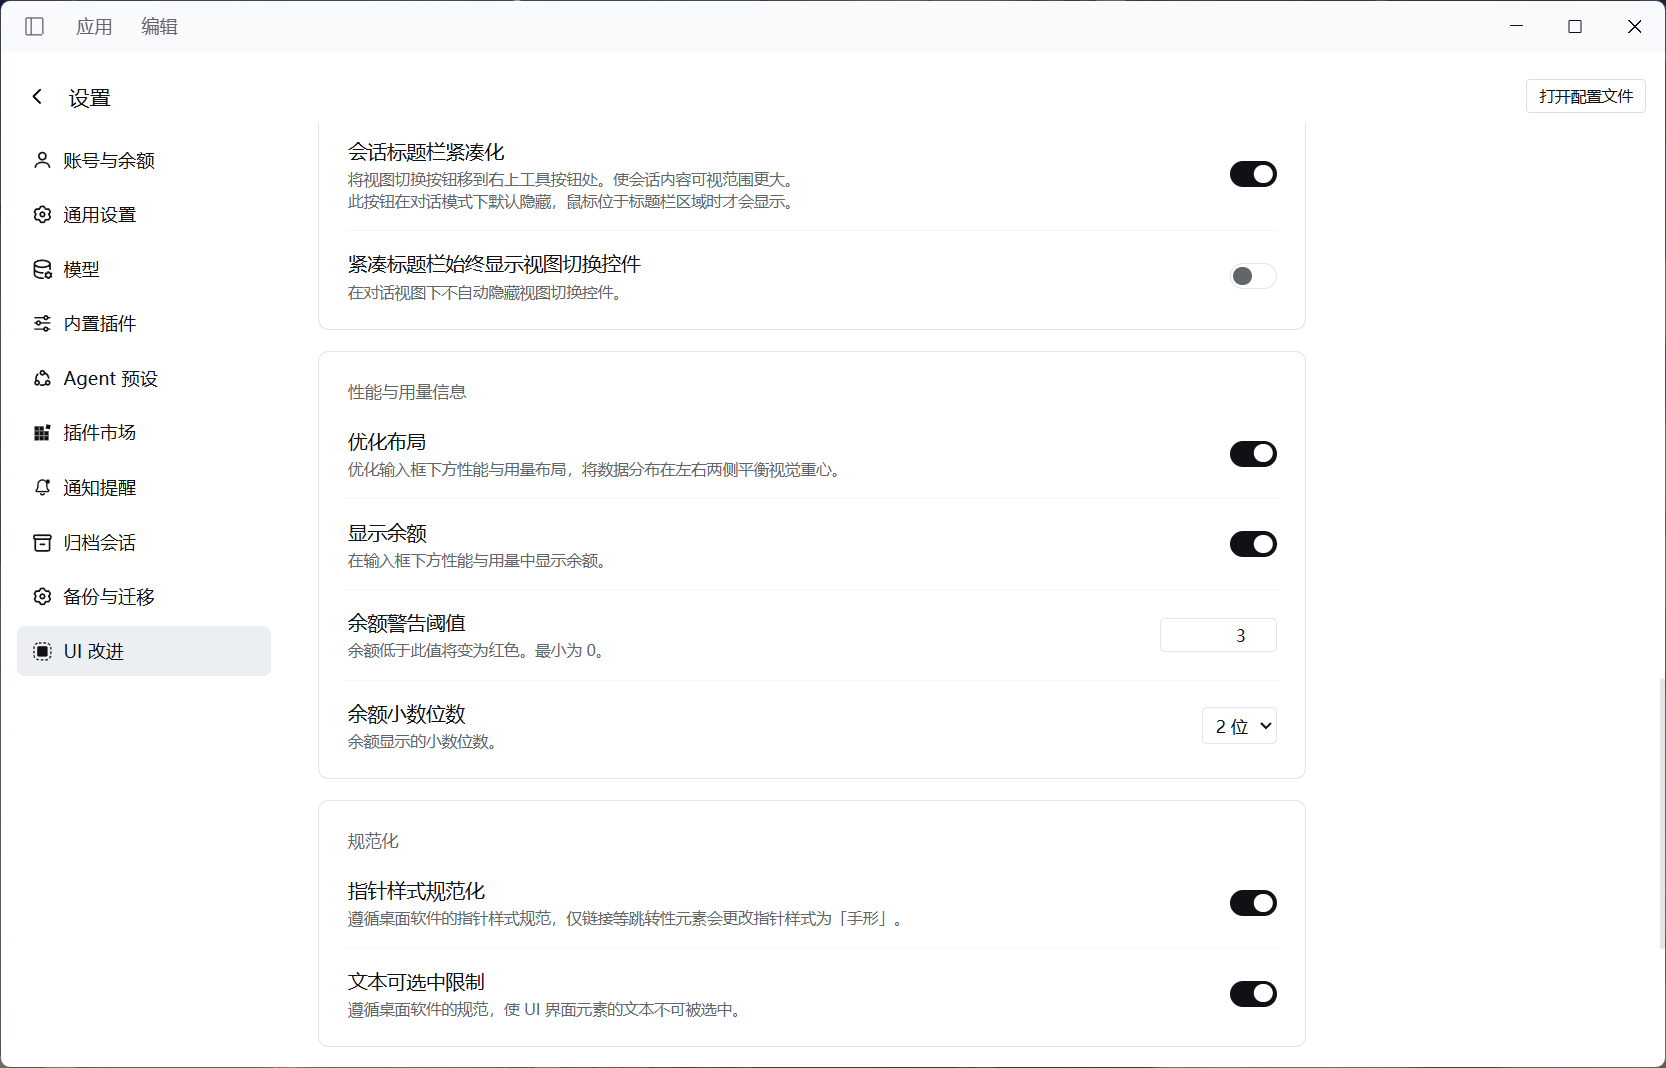 应用
编辑
设置
打开配置文件
账号与余额
通用设置
模型
内置插件
Agent 预设
插件市场
通知提醒
归档会话
备份与迁移
UI 改进
会话标题栏紧凑化
将视图切换按钮移到右上工具按钮处。使会话内容可视范围更大。
此按钮在对话模式下默认隐藏，鼠标位于标题栏区域时才会显示。
紧凑标题栏始终显示视图切换控件
在对话视图下不自动隐藏视图切换控件。
性能与用量信息
优化布局
优化输入框下方性能与用量布局，将数据分布在左右两侧平衡视觉重心。
显示余额
在输入框下方性能与用量中显示余额。
余额警告阈值
余额低于此值将变为红色。最小为 0。
3
余额小数位数
余额显示的小数位数。
2 位
规范化
指针样式规范化
遵循桌面软件的指针样式规范，仅链接等跳转性元素会更改指针样式为「手形」。
文本可选中限制
遵循桌面软件的规范，使 UI 界面元素的文本不可被选中。